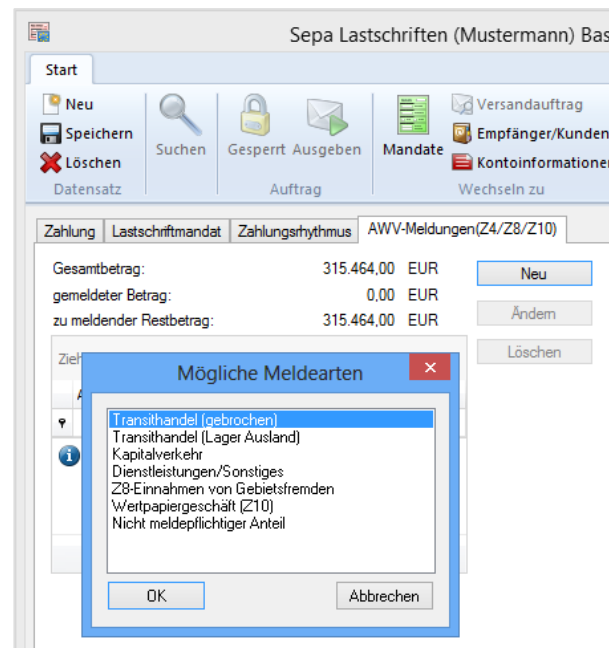 Sepa Lastschriften (Mustermann) Bas
Start
Neu
Speichern
Löschen
Datensatz
Suchen
Gesperrt Ausgeben
Auftrag
Mandate
Versandauftrag
Empfänger/Kunden
Kontoinformationen
Wechseln zu
Zahlung Lastschriftmandat Zahlungsrhythmus AWV-Meldungen(Z4/Z8/Z10)
Gesamtbetrag: 315.464,00 EUR
gemeldeter Betrag: 0,00 EUR
zu meldender Restbetrag: 315.464,00 EUR
Neu
Ändern
Löschen
Zieh
Mögliche Meldearten
Transithandel (gebrochen)
Transithandel (Lager Ausland)
Kapitalverkehr
Dienstleistungen/Sonstiges
Z8-Einnahmen von Gebietsfremden
Wertpapiergeschäft (Z10)
Nicht meldepflichtiger Anteil
OK Abbrechen